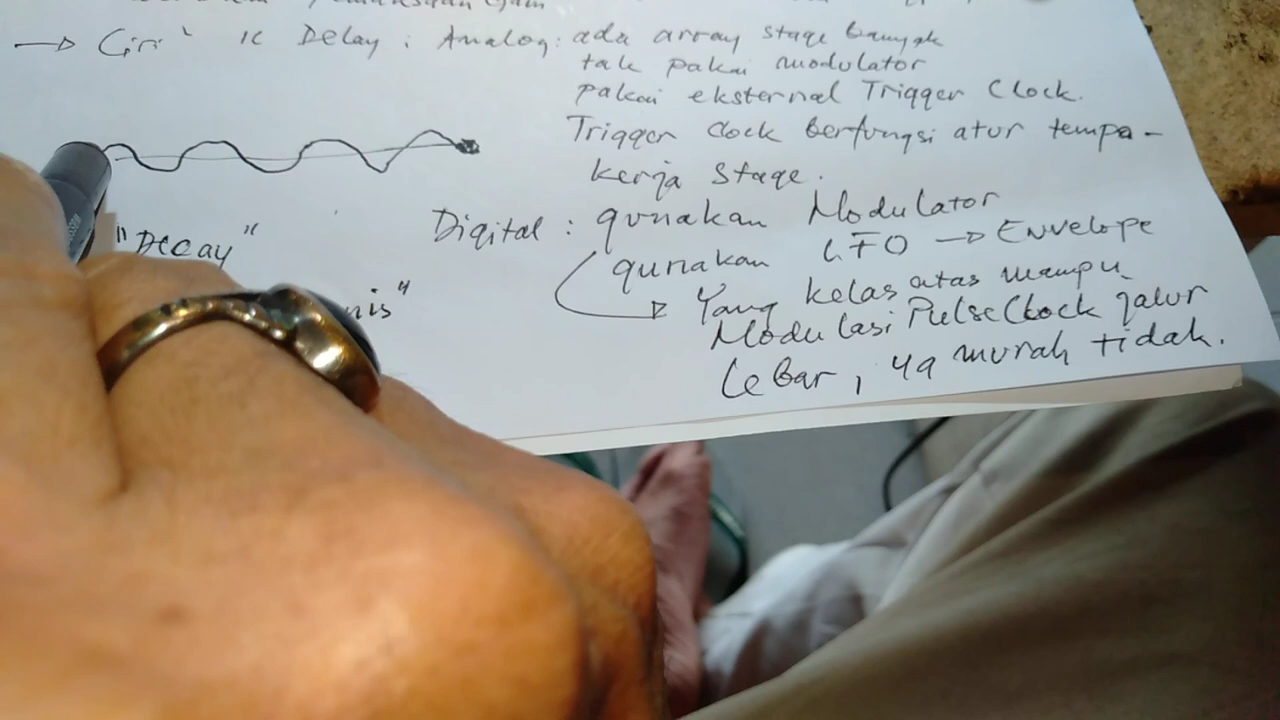 → Ciri² IC Delay : Analog : ada array stage banyak
tak pakai modulator
pakai eksternal Trigger Clock.
Trigger clock berfungsi atur tempo-
kerja stage.
"Decay"
nis"
Digital : gunakan Modulator
gunakan LFO → Envelope
Yang kelas atas mampu
Modulasi Pulse Clock jalur
lebar, yg murah tidak.